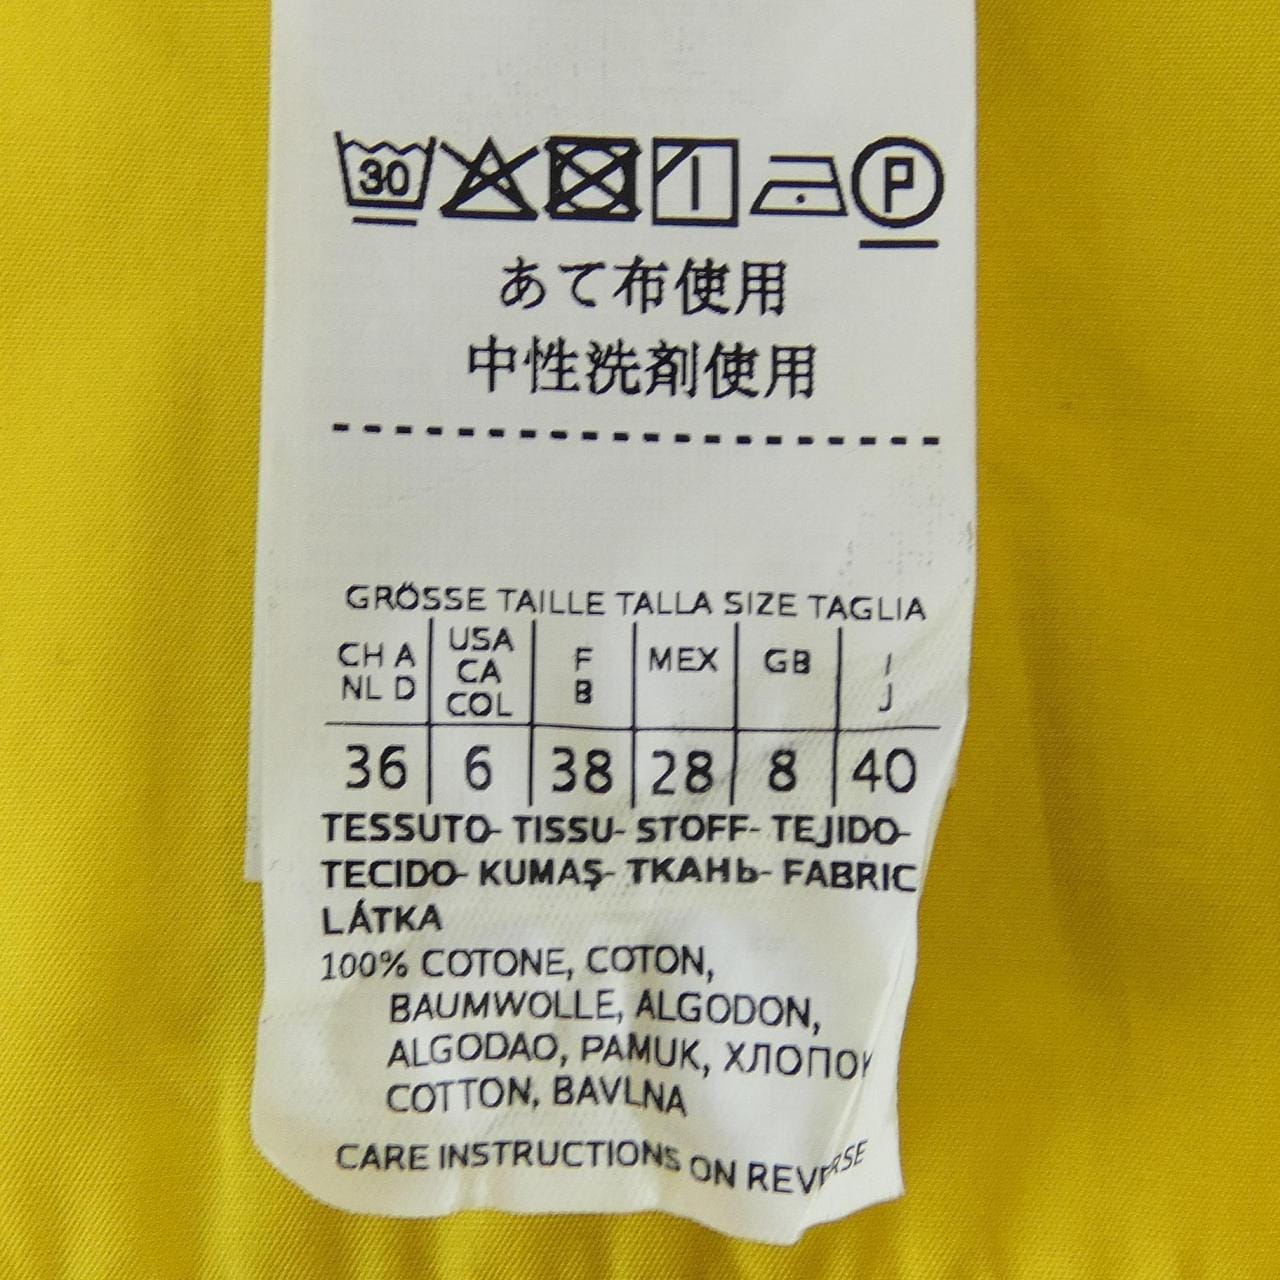 30 P
あて布使用
中性洗剤使用
GRÖSSE TAILLE TALLA SIZE TAGLIA
CH A NL D USA CA COL F B MEX GB I J
36 6 38 28 8 40
TESSUTO- TISSU- STOFF- TEJIDO-
TECIDO- KUMAŞ- ТКАНЬ- FABRIC
LÁTKA
100% COTONE, COTON,
BAUMWOLLE, ALGODON,
ALGODAO, PAMUK, ХЛОПОК
COTTON, BAVLNA
CARE INSTRUCTIONS ON REVERSE